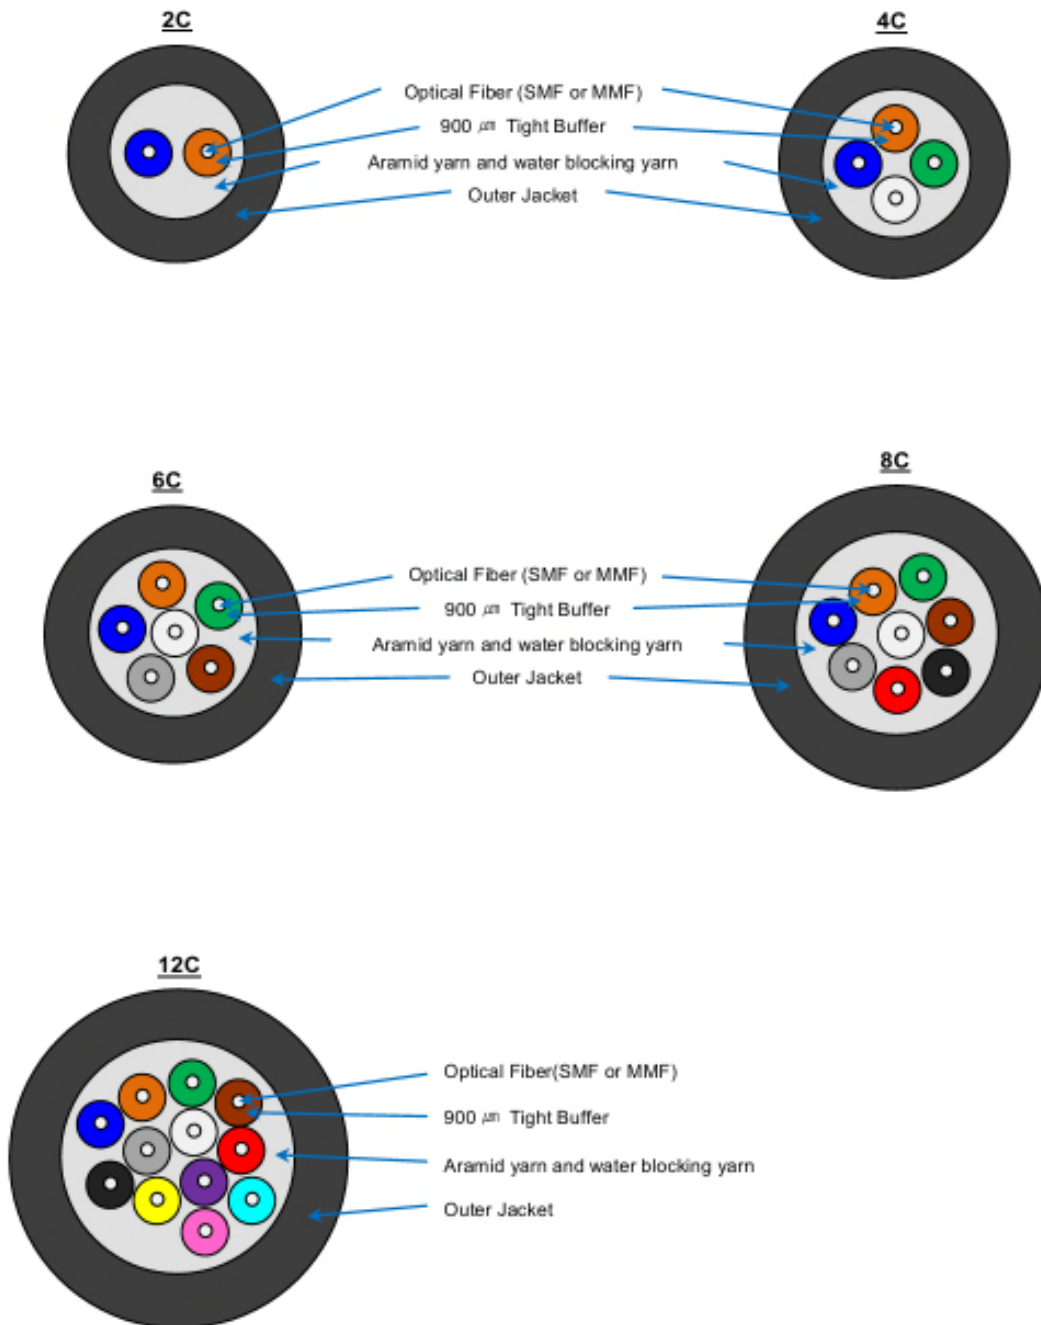 2C
4C
Optical Fiber (SMF or MMF)
900 ㎛ Tight Buffer
Aramid yarn and water blocking yarn
Outer Jacket
6C
8C
Optical Fiber (SMF or MMF)
900 ㎛ Tight Buffer
Aramid yarn and water blocking yarn
Outer Jacket
12C
Optical Fiber(SMF or MMF)
900 ㎛ Tight Buffer
Aramid yarn and water blocking yarn
Outer Jacket